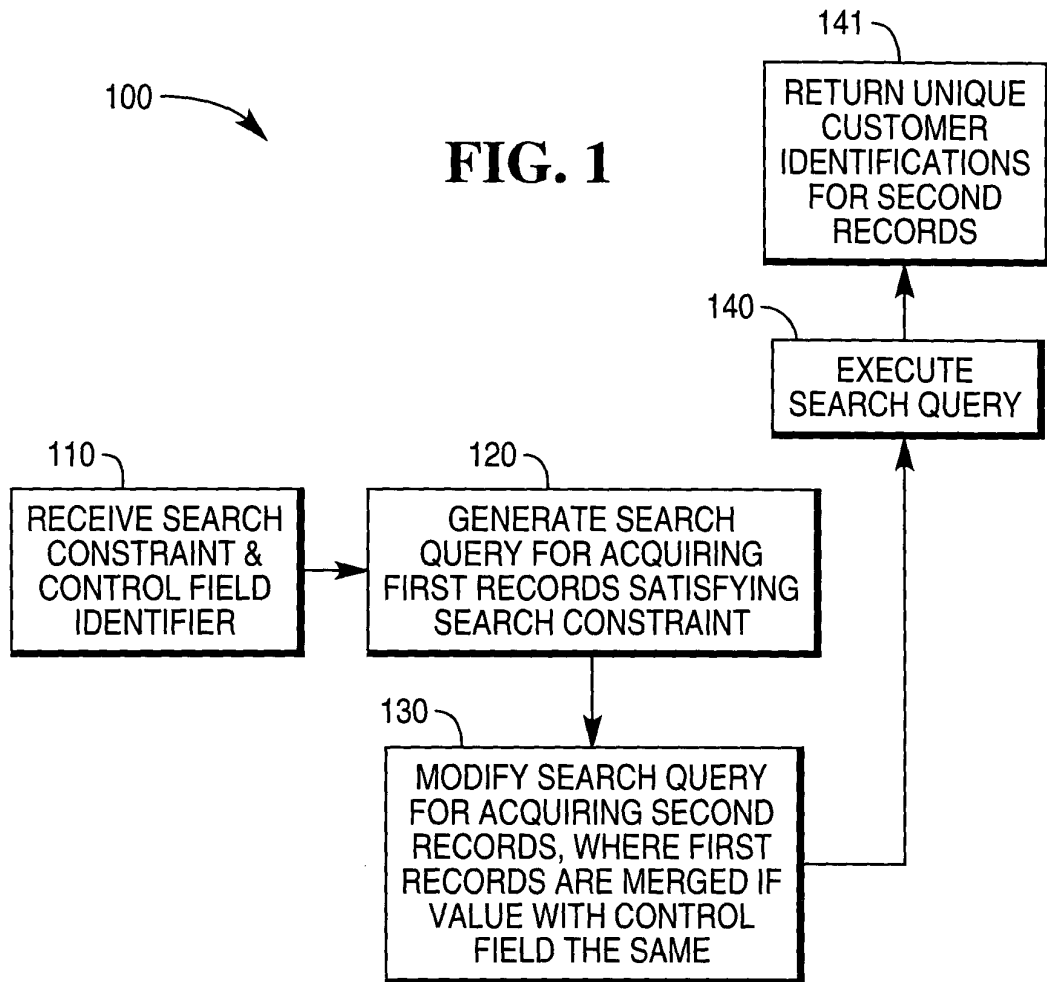 100
FIG. 1
141
RETURN UNIQUE
CUSTOMER
IDENTIFICATIONS
FOR SECOND
RECORDS
140
EXECUTE
SEARCH QUERY
110
RECEIVE SEARCH
CONSTRAINT &
CONTROL FIELD
IDENTIFIER
120
GENERATE SEARCH
QUERY FOR ACQUIRING
FIRST RECORDS SATISFYING
SEARCH CONSTRAINT
130
MODIFY SEARCH QUERY
FOR ACQUIRING SECOND
RECORDS, WHERE FIRST
RECORDS ARE MERGED IF
VALUE WITH CONTROL
FIELD THE SAME